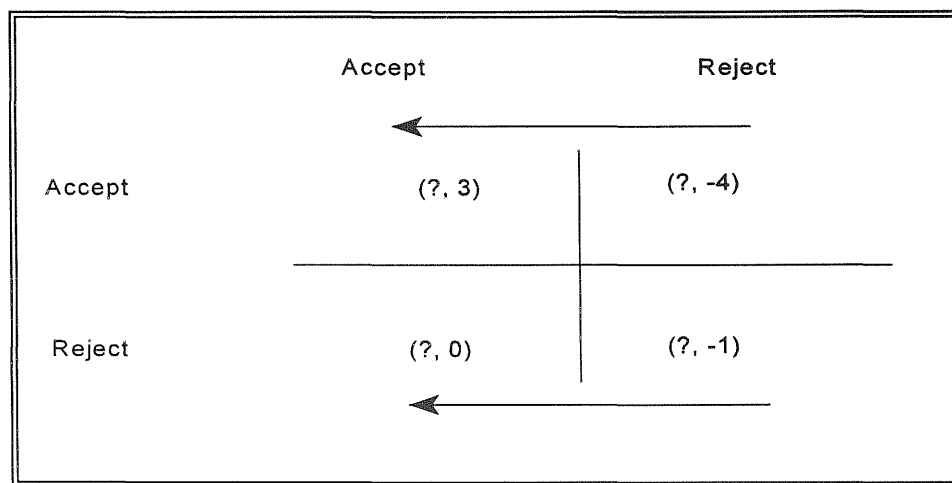 Accept Reject
Accept (?, 3) (?, -4)
Reject (?, 0) (?, -1)